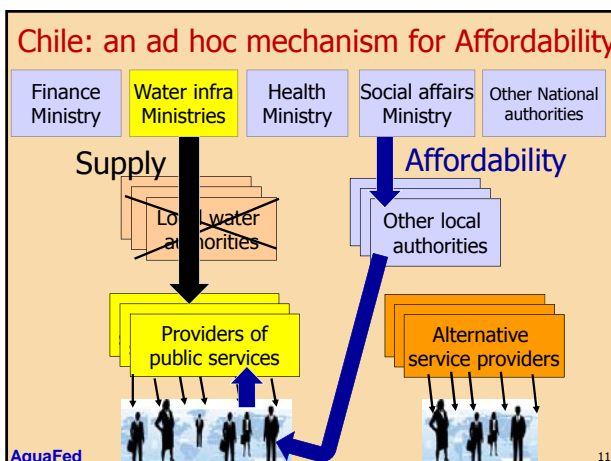 Chile: an ad hoc mechanism for Affordability
Finance
Ministry
Water infra
Ministries
Health
Ministry
Social affairs
Ministry
Other National
authorities
Supply
Affordability
Local water
authorities
Other local
authorities
Providers of
public services
Alternative
service providers
AquaFed
11